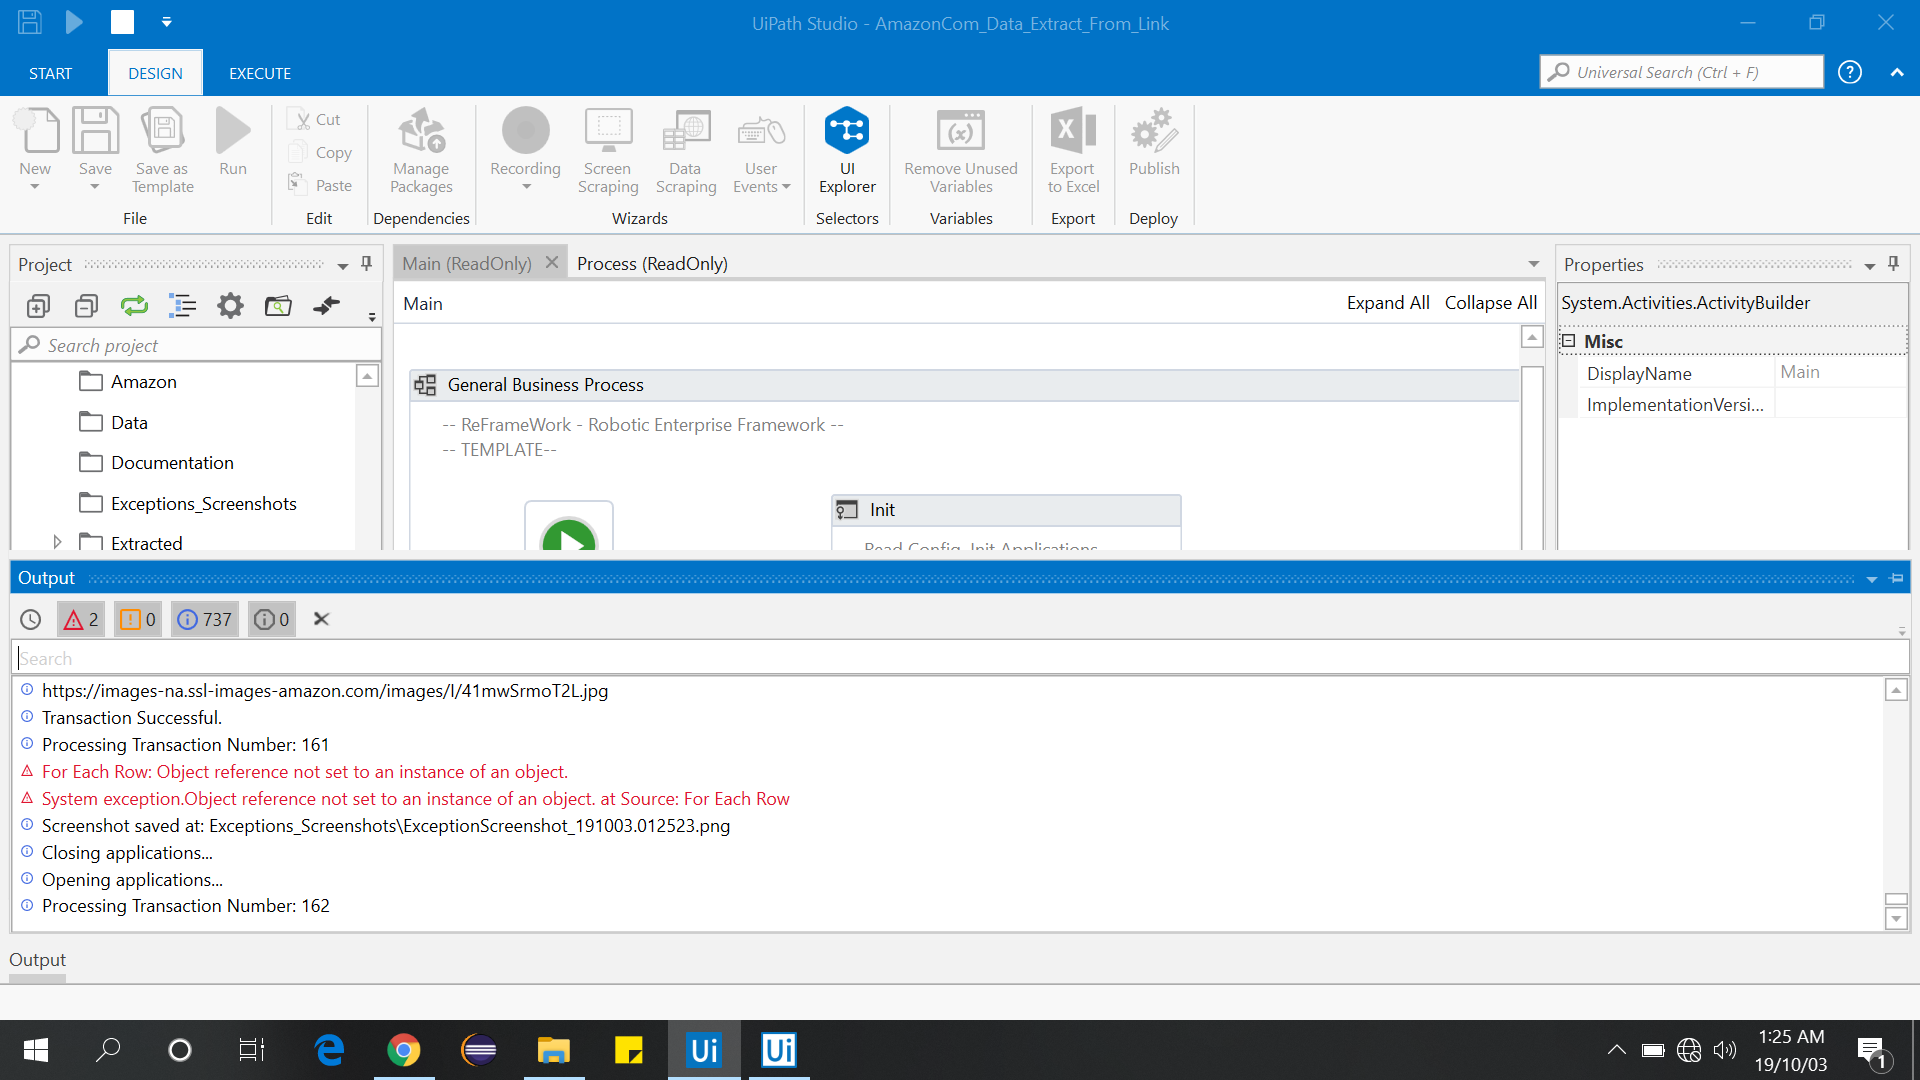 UiPath Studio - AmazonCom_Data_Extract_From_Link
START DESIGN EXECUTE
Universal Search (Ctrl + F)
New
Save
Save as
Template
Run
File
Cut
Copy
Paste
Edit
Manage
Packages
Dependencies
Recording
Screen
Scraping
Data
Scraping
User
Events
Wizards
UI
Explorer
Selectors
Remove Unused
Variables
Variables
Export
to Excel
Export
Publish
Deploy
Project
Search project
Amazon
Data
Documentation
Exceptions_Screenshots
Extracted
Main (ReadOnly)
Process (ReadOnly)
Main
Expand All Collapse All
General Business Process
-- ReFrameWork - Robotic Enterprise Framework --
-- TEMPLATE--
Init
Read Config, Init Applications
Properties
System.Activities.ActivityBuilder
Misc
DisplayName Main
ImplementationVersi...
Output
2 0 737 0
Search
https://images-na.ssl-images-amazon.com/images/I/41mwSrmoT2L.jpg
Transaction Successful.
Processing Transaction Number: 161
For Each Row: Object reference not set to an instance of an object.
System exception.Object reference not set to an instance of an object. at Source: For Each Row
Screenshot saved at: Exceptions_Screenshots\ExceptionScreenshot_191003.012523.png
Closing applications...
Opening applications...
Processing Transaction Number: 162
Output
Ui
Ui
1:25 AM
19/10/03
1